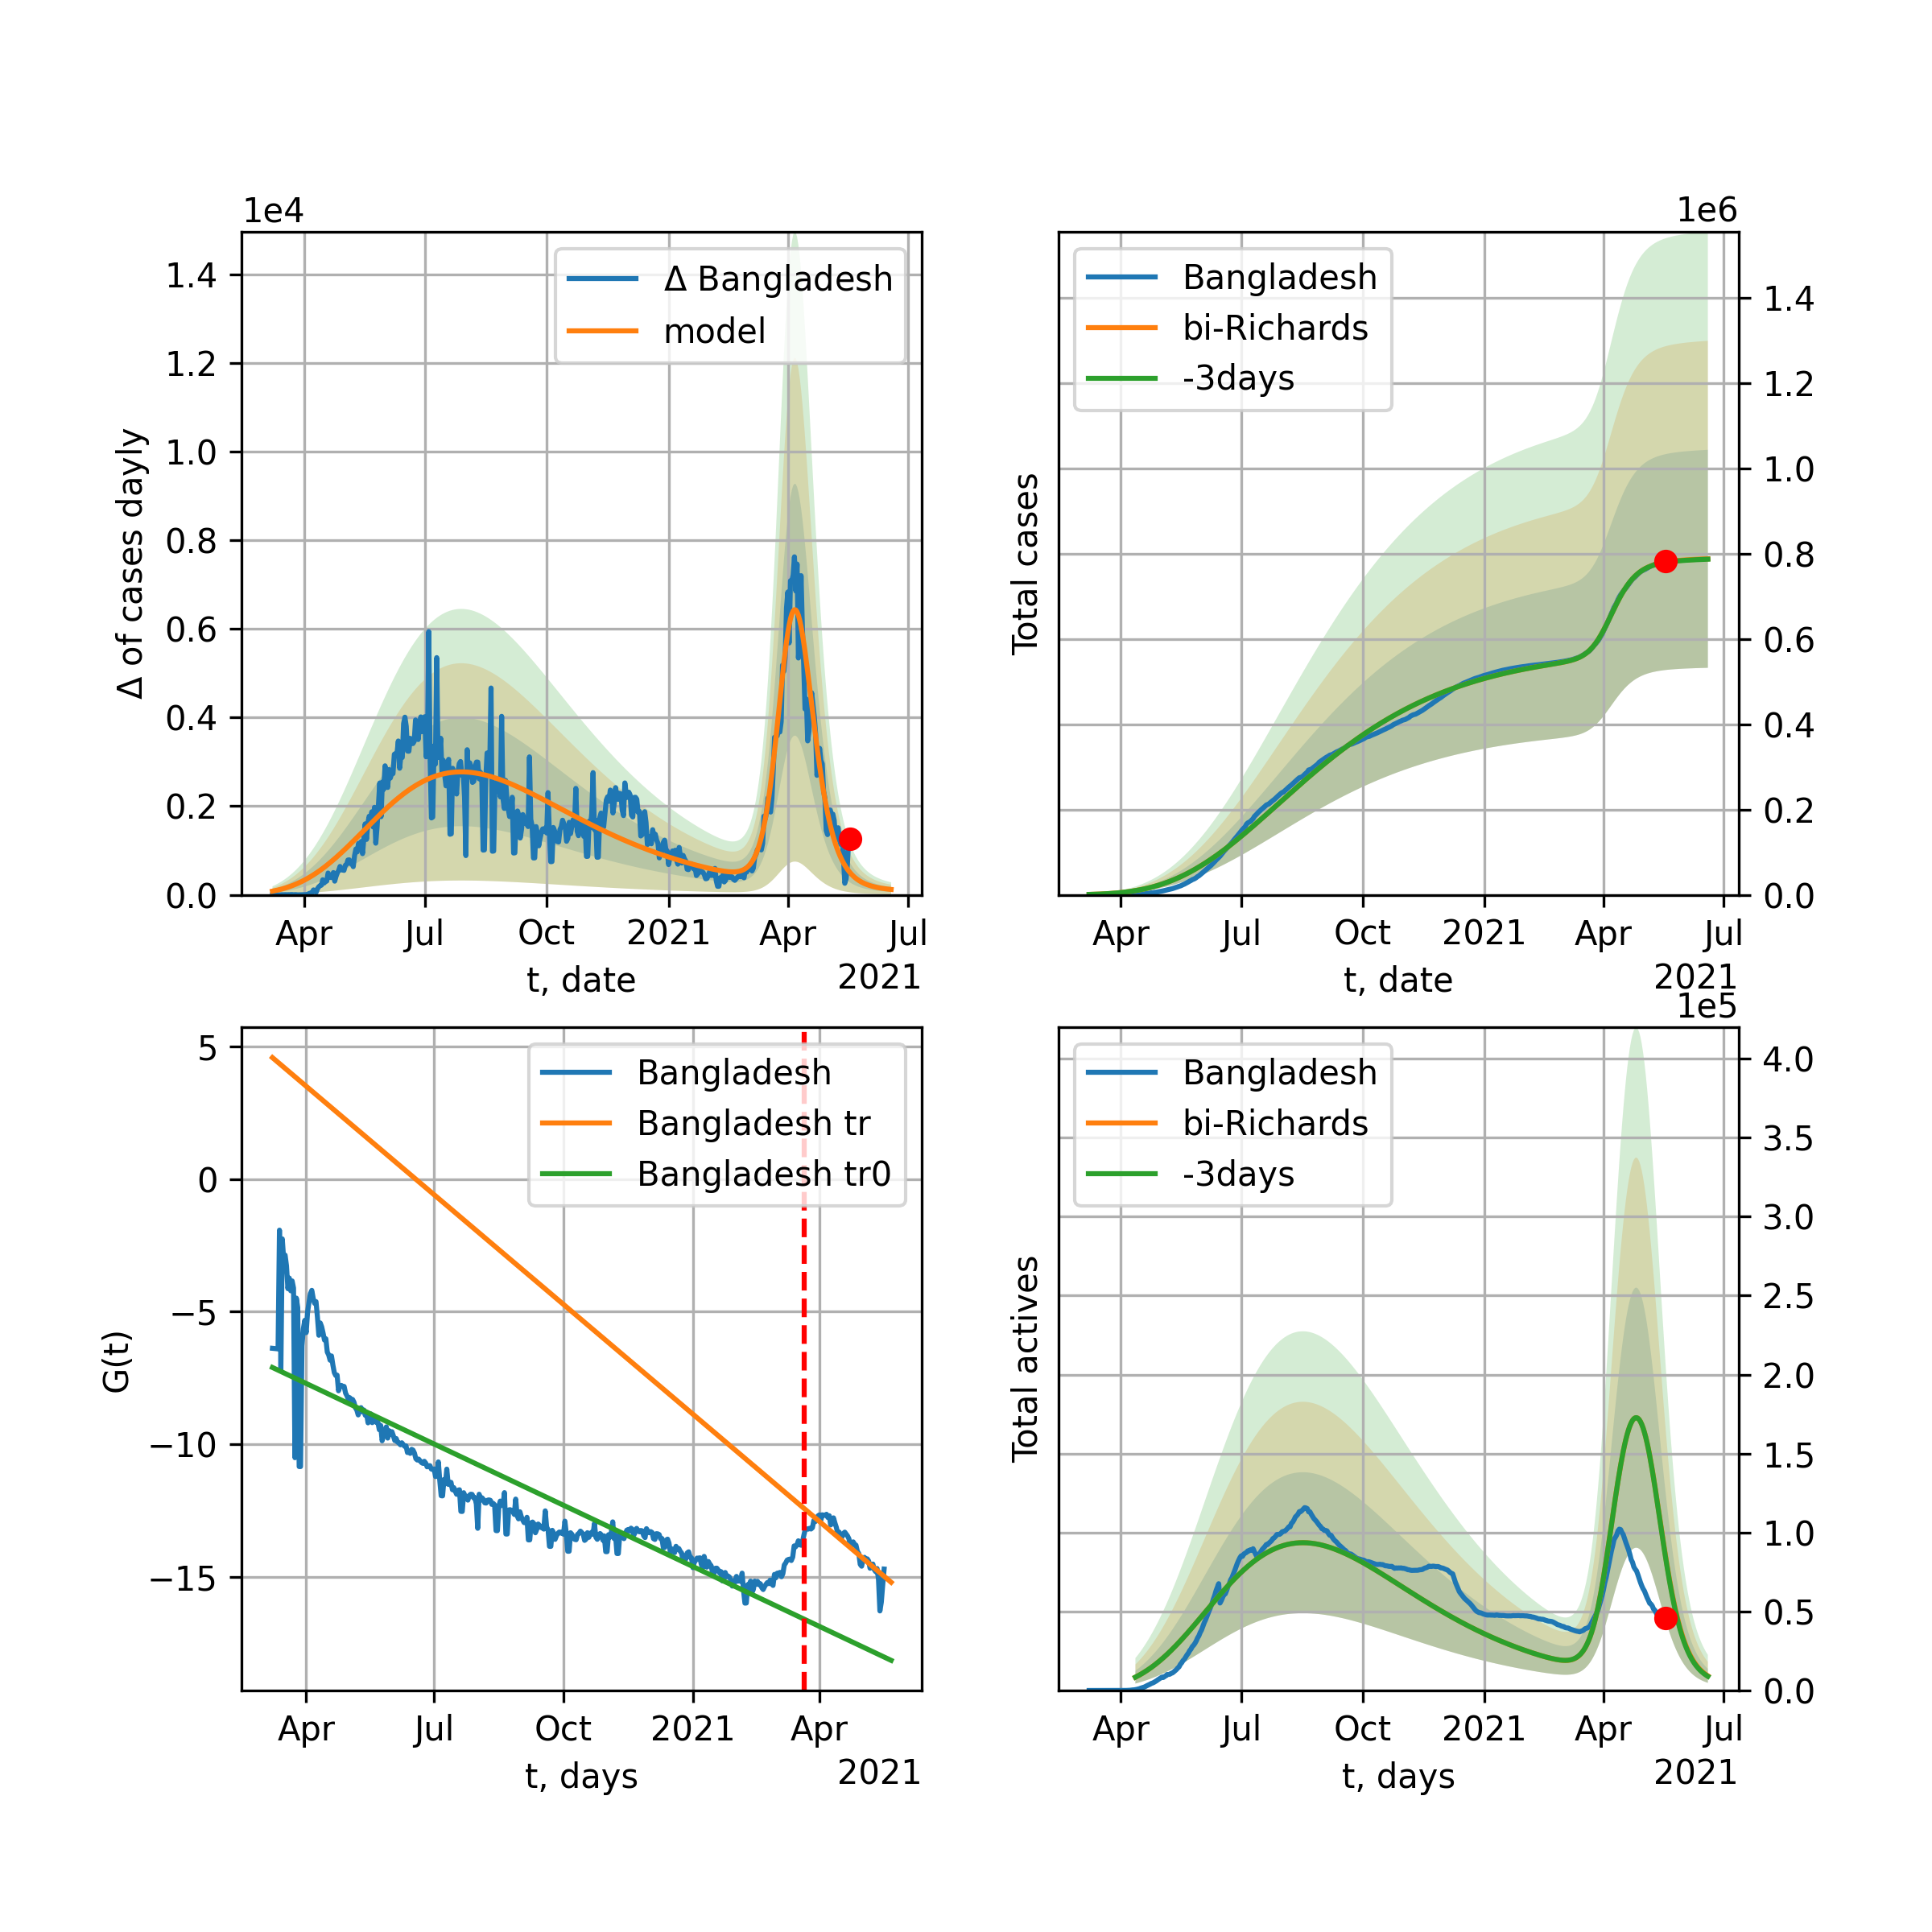 1e4
1.4
1.2
1.0
0.8
0.6
0.4
0.2
0.0
Δ of cases dayly
Δ Bangladesh
model
Apr Jul Oct 2021 Apr Jul
t, date
2021
1e6
Total cases
Bangladesh
bi-Richards
-3days
1.4
1.2
1.0
0.8
0.6
0.4
0.2
0.0
Apr Jul Oct 2021 Apr Jul
t, date
2021
5
0
−5
−10
−15
G(t)
Bangladesh
Bangladesh tr
Bangladesh tr0
Apr Jul Oct 2021 Apr
t, days
2021
1e5
Total actives
Bangladesh
bi-Richards
-3days
4.0
3.5
3.0
2.5
2.0
1.5
1.0
0.5
0.0
Apr Jul Oct 2021 Apr Jul
t, days
2021